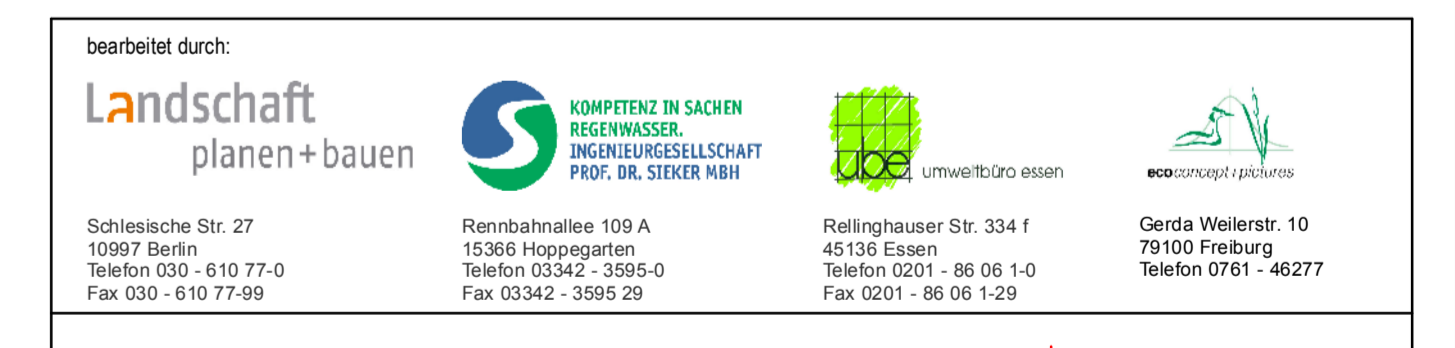 bearbeitet durch:
Landschaft
planen+bauen
Schlesische Str. 27
10997 Berlin
Telefon 030 - 610 77-0
Fax 030 - 610 77-99
KOMPETENZ IN SACHEN
REGENWASSER.
INGENIEURGESELLSCHAFT
PROF. DR. SIEKER MBH
Rennbahnallee 109 A
15366 Hoppegarten
Telefon 03342 - 3595-0
Fax 03342 - 3595 29
ube umweltbüro essen
Rellinghauser Str. 334 f
45136 Essen
Telefon 0201 - 86 06 1-0
Fax 0201 - 86 06 1-29
ecoconcept + pictures
Gerda Weilerstr. 10
79100 Freiburg
Telefon 0761 - 46277